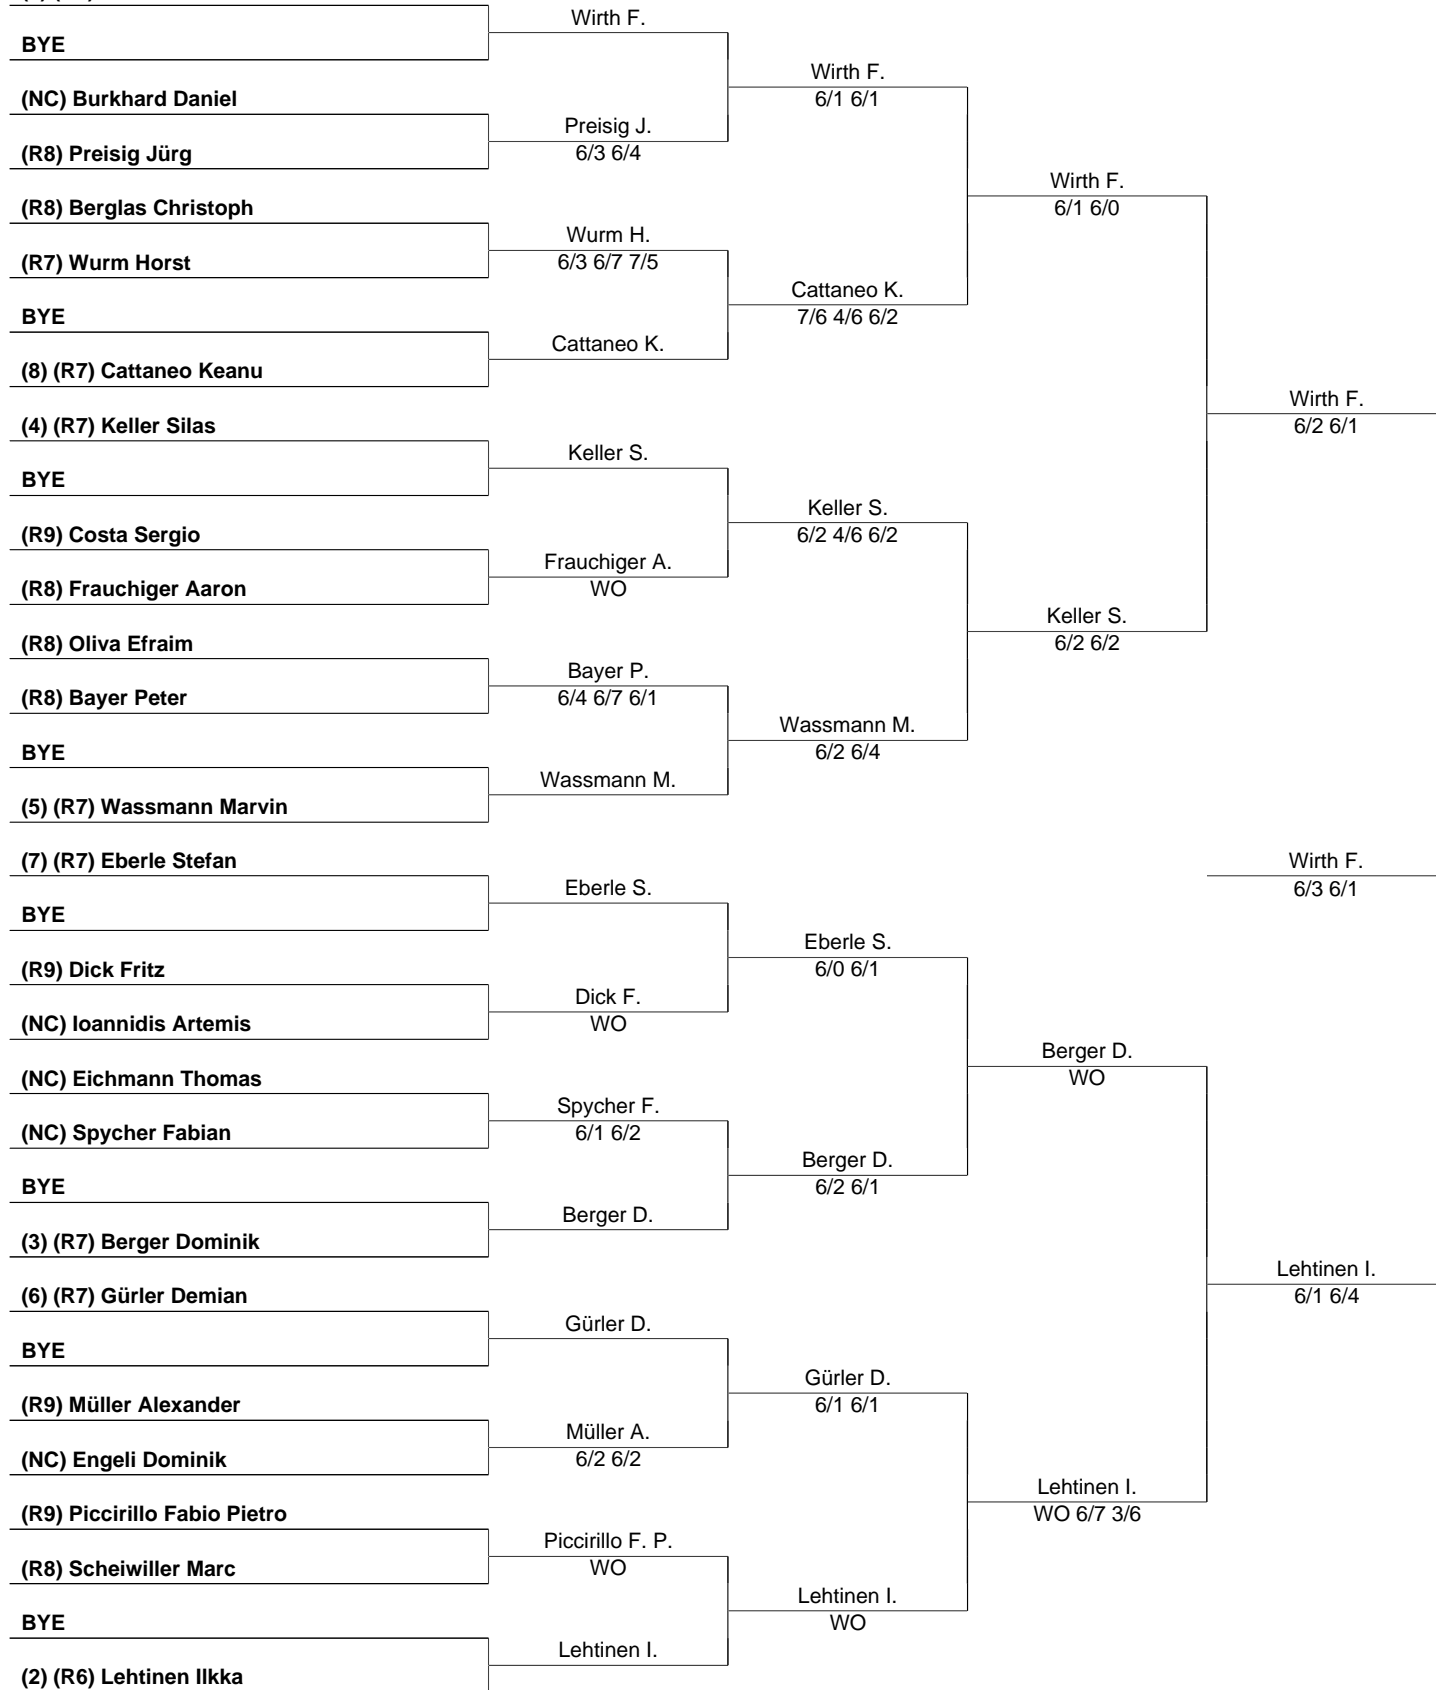 Wirth F.
BYE
Wirth F.
(NC) Burkhard Daniel
6/1 6/1
Preisig J.
(R8) Preisig Jürg
6/3 6/4
Wirth F.
(R8) Berglas Christoph
6/1 6/0
Wurm H.
(R7) Wurm Horst
6/3 6/7 7/5
Cattaneo K.
BYE
7/6 4/6 6/2
Cattaneo K.
(8) (R7) Cattaneo Keanu
Wirth F.
(4) (R7) Keller Silas
6/2 6/1
Keller S.
BYE
Keller S.
(R9) Costa Sergio
6/2 4/6 6/2
Frauchiger A.
(R8) Frauchiger Aaron
WO
Keller S.
(R8) Oliva Efraim
6/2 6/2
Bayer P.
(R8) Bayer Peter
6/4 6/7 6/1
Wassmann M.
BYE
6/2 6/4
Wassmann M.
(5) (R7) Wassmann Marvin
(7) (R7) Eberle Stefan
Wirth F.
Eberle S.
6/3 6/1
BYE
Eberle S.
(R9) Dick Fritz
6/0 6/1
Dick F.
(NC) Ioannidis Artemis
WO
Berger D.
(NC) Eichmann Thomas
WO
Spycher F.
(NC) Spycher Fabian
6/1 6/2
Berger D.
BYE
6/2 6/1
Berger D.
(3) (R7) Berger Dominik
Lehtinen I.
(6) (R7) Gürler Demian
6/1 6/4
Gürler D.
BYE
Gürler D.
(R9) Müller Alexander
6/1 6/1
Müller A.
(NC) Engeli Dominik
6/2 6/2
Lehtinen I.
(R9) Piccirillo Fabio Pietro
WO 6/7 3/6
Piccirillo F. P.
(R8) Scheiwiller Marc
WO
Lehtinen I.
BYE
WO
Lehtinen I.
(2) (R6) Lehtinen Ilkka